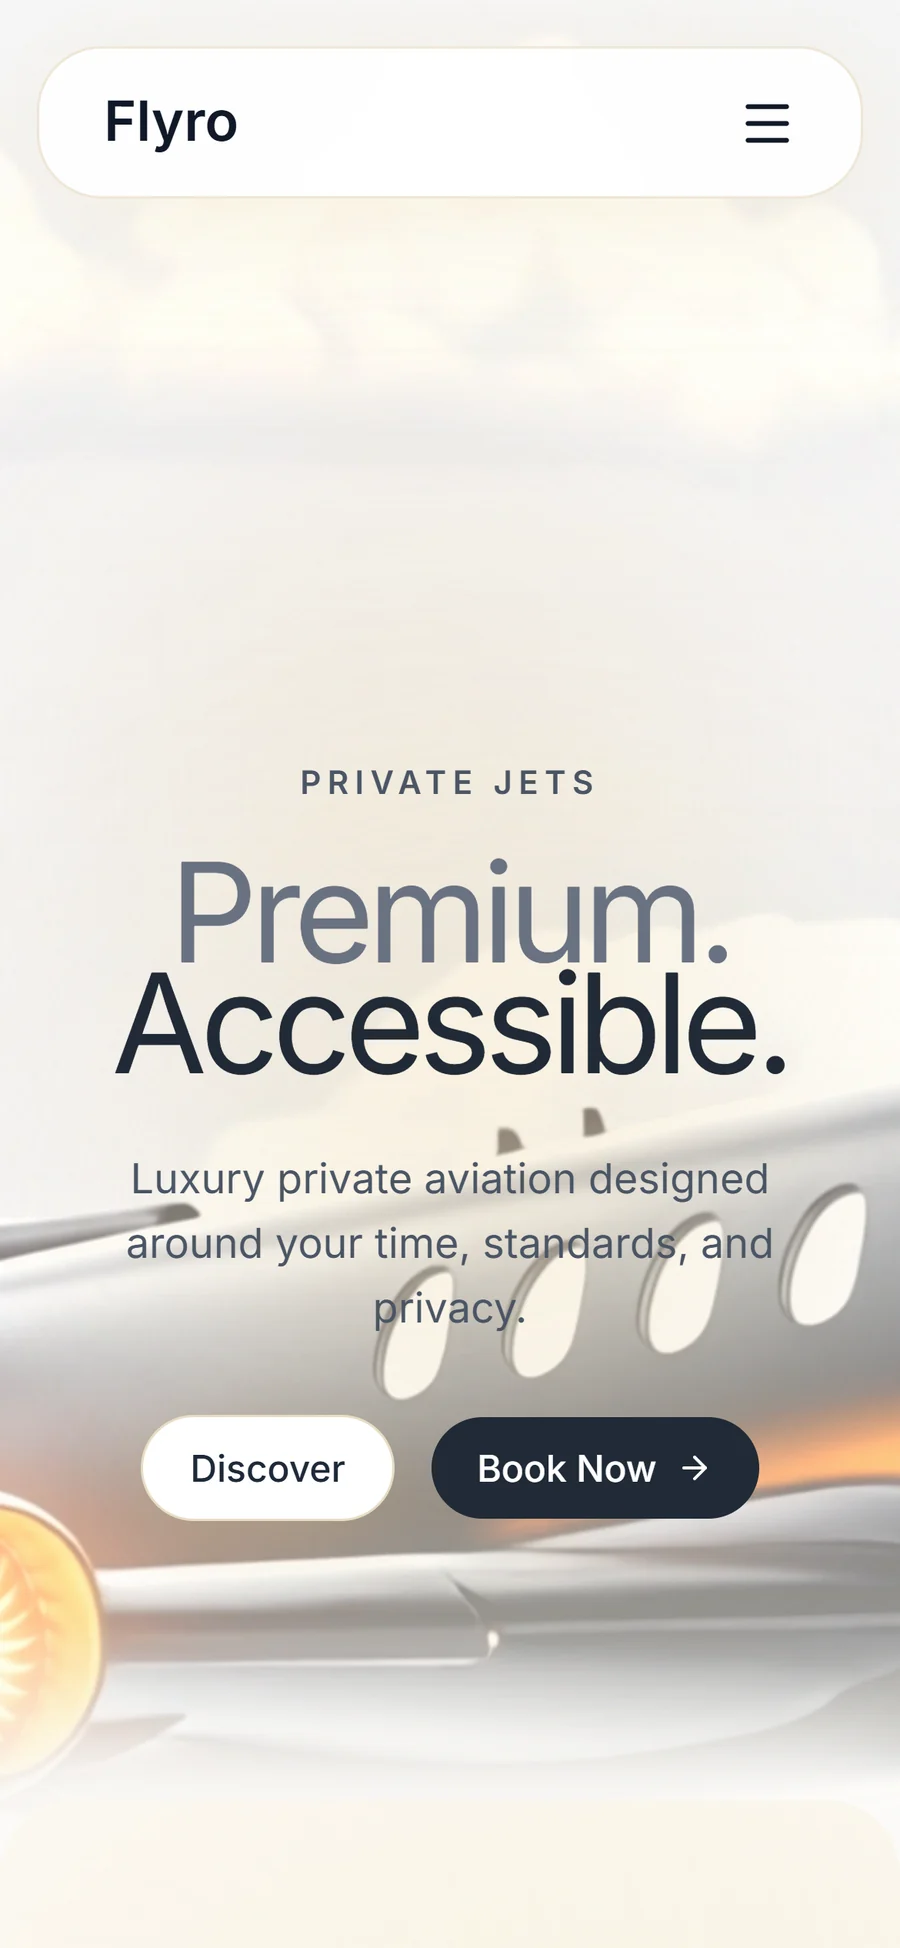 Flyro
PRIVATE JETS
Premium.
Accessible.
Luxury private aviation designed
around your time, standards, and
privacy.
Discover
Book Now →